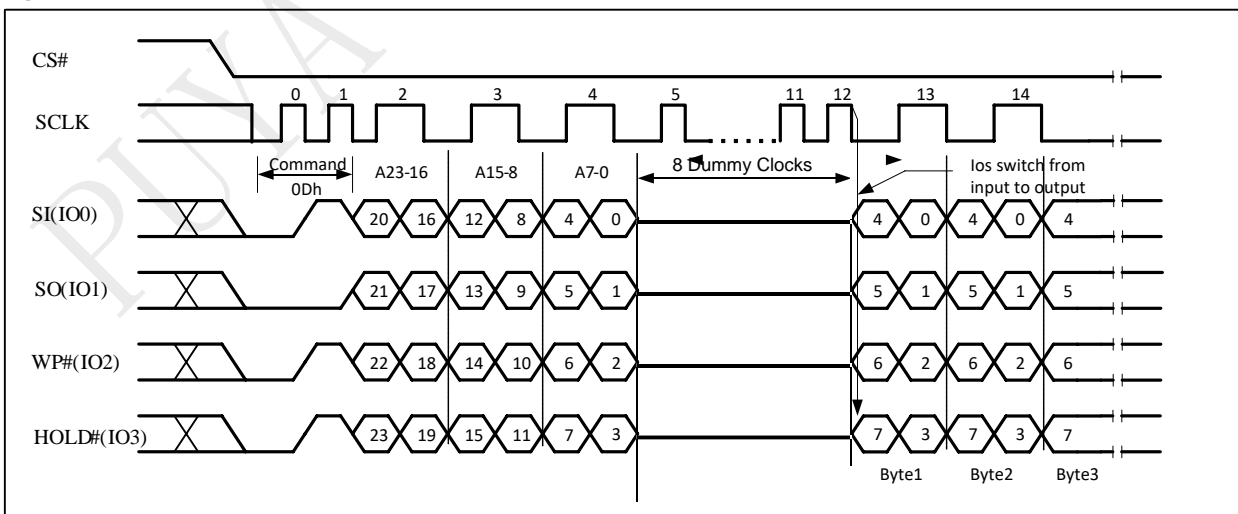 PUYA
CS#
0 1 2 3 4 5 11 12 13 14
SCLK
Command
0Dh
A23-16 A15-8 A7-0 8 Dummy Clocks
Ios switch from
input to output
SI(IO0) 20 16 12 8 4 0 4 0 4 0 4
SO(IO1) 21 17 13 9 5 1 5 1 5 1 5
WP#(IO2) 22 18 14 10 6 2 6 2 6 2 6
HOLD#(IO3) 23 19 15 11 7 3 7 3 7 3 7
Byte1 Byte2 Byte3